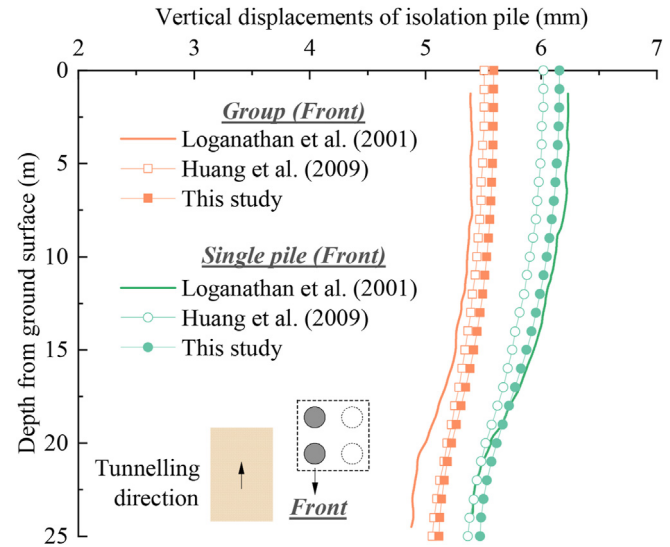 Vertical displacements of isolation pile (mm)
2 3 4 5 6 7
0
5
10
15
20
25
Depth from ground surface (m)
Group (Front)
Loganathan et al. (2001)
Huang et al. (2009)
This study
Single pile (Front)
Loganathan et al. (2001)
Huang et al. (2009)
This study
Tunnelling
direction
Front